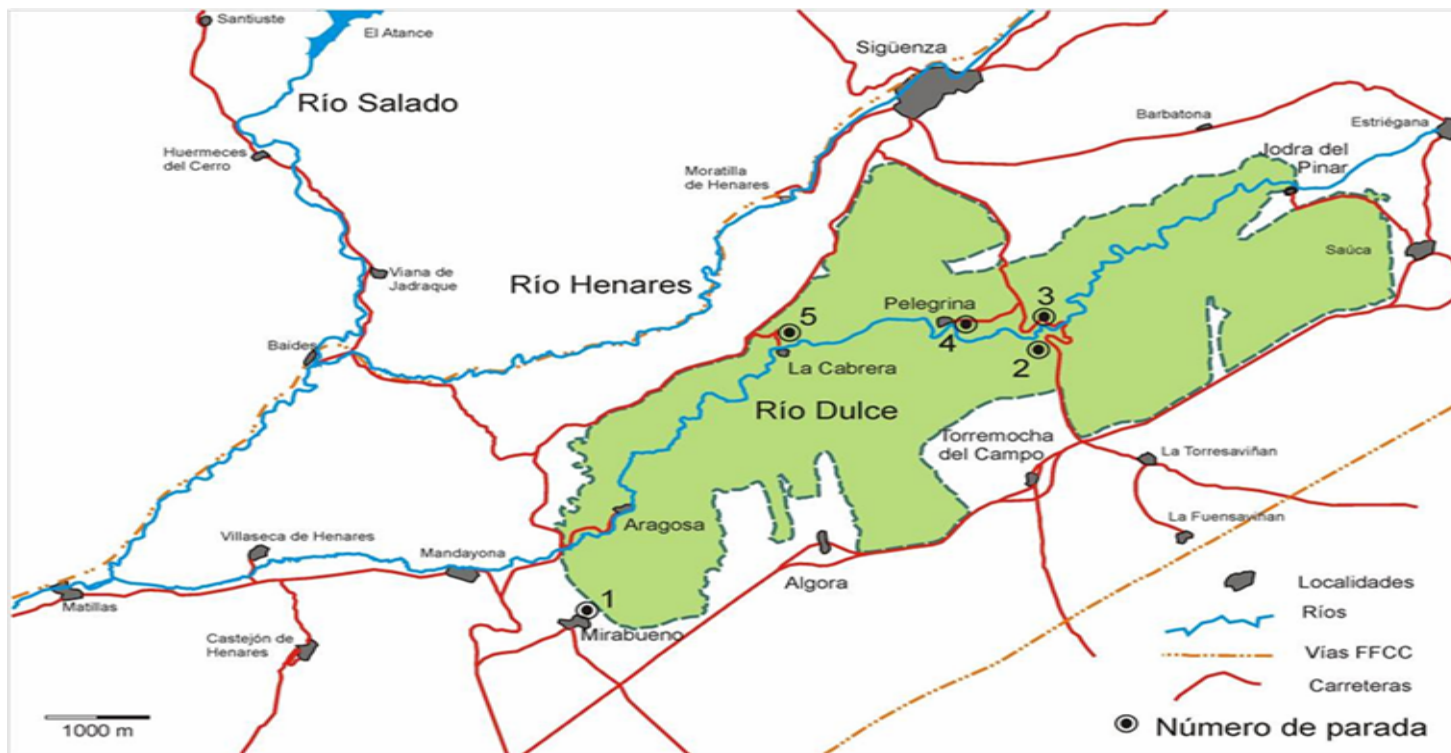 Santiuste
El Atance
Sigüenza
Río Salado
Barbatona
Estriégana
Huermeces
del Cerro
Jodra del
Pinar
Moratilla
de Henares
Saúca
Viana de
Jadraque
Río Henares
Pelegrina
3
5
4
2
Baides
La Cabrera
Río Dulce
Torremocha
del Campo
La Torresaviñan
Aragosa
La Fuensaviñan
Villaseca de Henares
Mandayona
Algora
Matillas
1
Mirabueno
Castejón de
Henares
1000 m
Localidades
Ríos
Vías FFCC
Carreteras
Número de parada